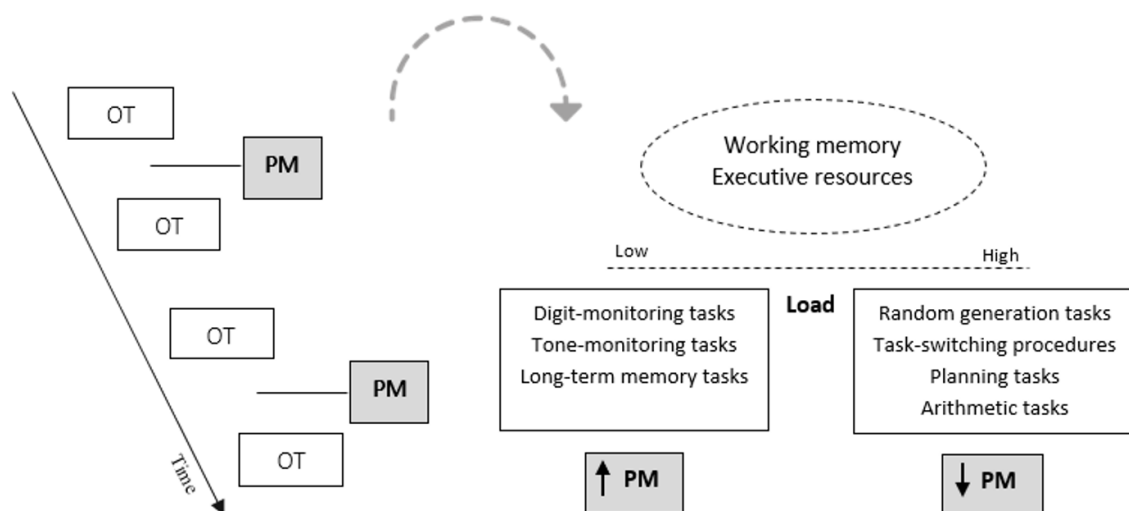 OT
PM
OT
OT
PM
OT
Time
Working memory
Executive resources
Low
High
Load
Digit-monitoring tasks
Tone-monitoring tasks
Long-term memory tasks
Random generation tasks
Task-switching procedures
Planning tasks
Arithmetic tasks
PM
PM